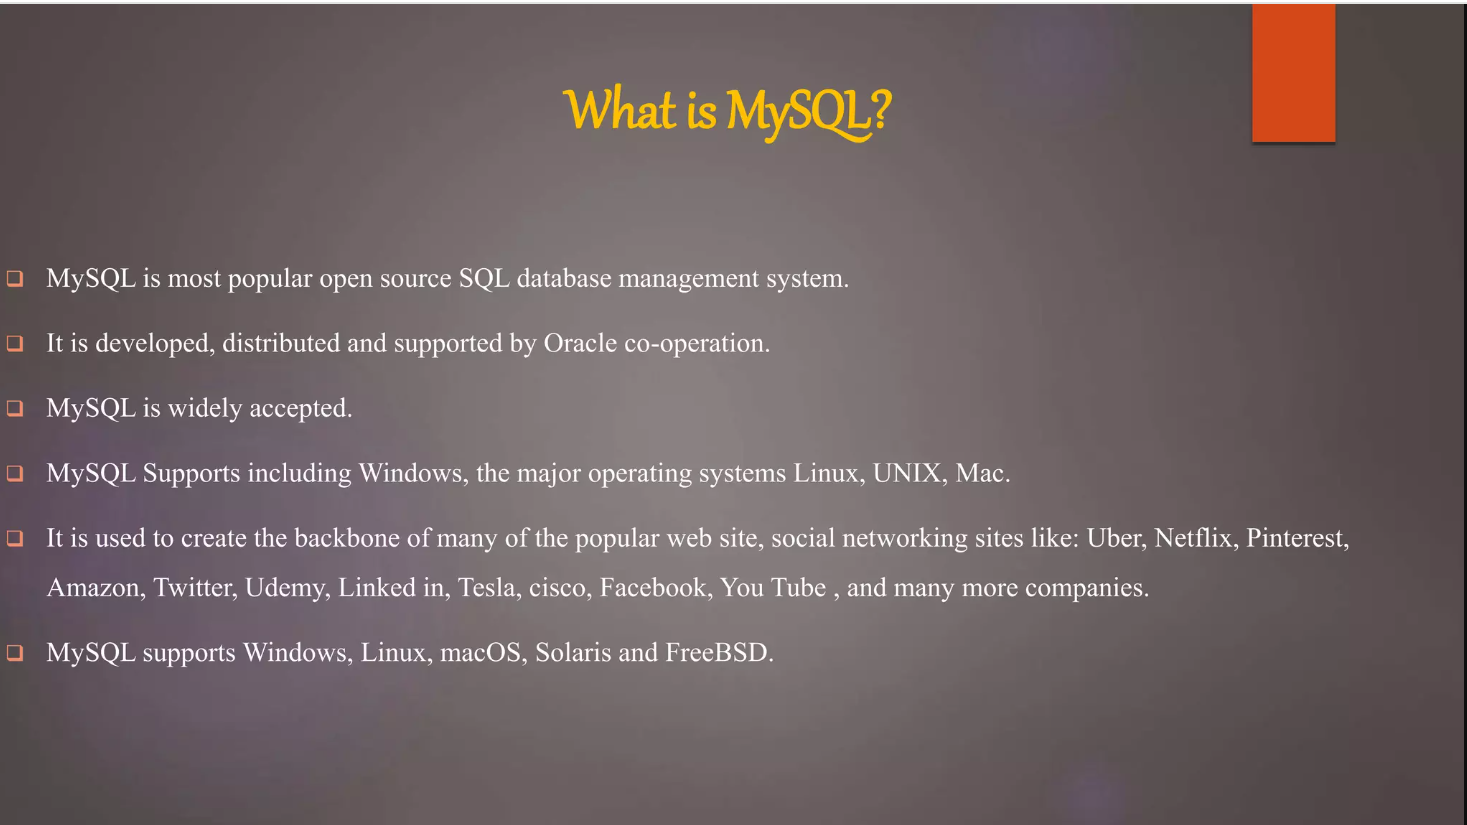 What is MySQL?
MySQL is most popular open source SQL database management system.
It is developed, distributed and supported by Oracle co-operation.
MySQL is widely accepted.
MySQL Supports including Windows, the major operating systems Linux, UNIX, Mac.
It is used to create the backbone of many of the popular web site, social networking sites like: Uber, Netflix, Pinterest,
Amazon, Twitter, Udemy, Linked in, Tesla, cisco, Facebook, You Tube , and many more companies.
MySQL supports Windows, Linux, macOS, Solaris and FreeBSD.